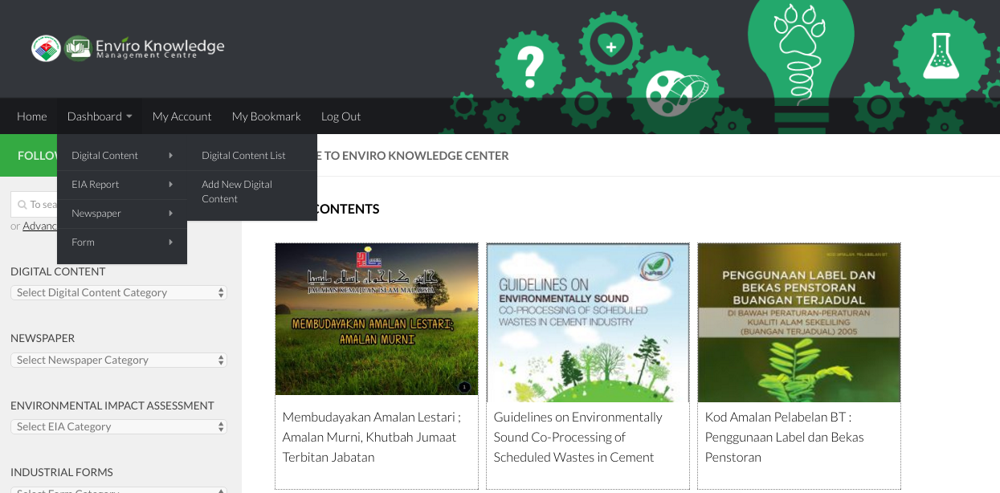 Enviro Knowledge
Management Centre
Home Dashboard My Account My Bookmark Log Out
Digital Content
EIA Report
Newspaper
Form
Digital Content List
Add New Digital
Content
FOLLOW
E TO ENVIRO KNOWLEDGE CENTER
To sea
or Advanc
DIGITAL CONTENT
Select Digital Content Category
NEWSPAPER
Select Newspaper Category
ENVIRONMENTAL IMPACT ASSESSMENT
Select EIA Category
INDUSTRIAL FORMS
Select Form Category
CONTENTS
JABATAN KEMAJUAN ISLAM MALAYSIA
MEMBUDAYAKAN AMALAN LESTARI;
AMALAN MURNI
1
Membudayakan Amalan Lestari ;
Amalan Murni, Khutbah Jumaat
Terbitan Jabatan
NRE
GUIDELINES ON
ENVIRONMENTALLY SOUND
CO-PROCESSING OF SCHEDULED
WASTES IN CEMENT INDUSTRY
Guidelines on Environmentally
Sound Co-Processing of
Scheduled Wastes in Cement
KOD AMALAN PELABELAN BT
PENGGUNAAN LABEL DAN
BEKAS PENSTORAN
BUANGAN TERJADUAL
DI BAWAH PERATURAN-PERATURAN
KUALITI ALAM SEKELILING
(BUANGAN TERJADUAL) 2005
Kod Amalan Pelabelan BT :
Penggunaan Label dan Bekas
Penstoran